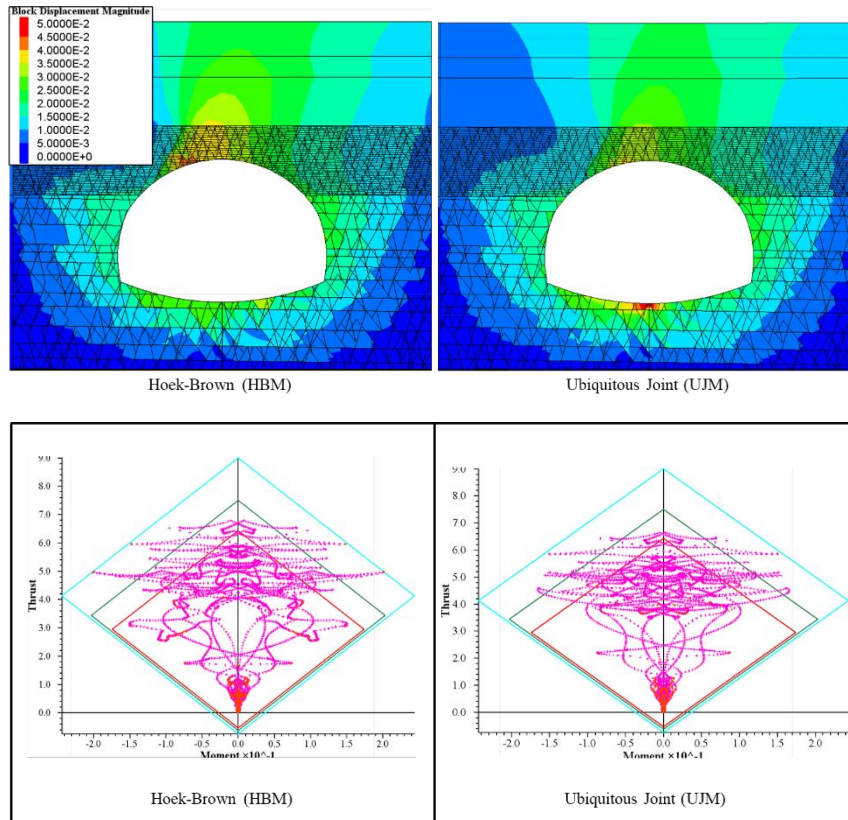 Block Displacement Magnitude
5.0000E-2
4.5000E-2
4.0000E-2
3.5000E-2
3.0000E-2
2.5000E-2
2.0000E-2
1.5000E-2
1.0000E-2
5.0000E-3
0.0000E+0
Hoek-Brown (HBM)
Ubiquitous Joint (UJM)
9.0
8.0
7.0
6.0
5.0
4.0
3.0
2.0
1.0
0.0
Thrust
-2.0 -1.5 -1.0 -0.5 0.0 0.5 1.0 1.5 2.0
Moment ×10^-1
Hoek-Brown (HBM)
9.0
8.0
7.0
6.0
5.0
4.0
3.0
2.0
1.0
0.0
Thrust
-2.0 -1.5 -1.0 -0.5 0.0 0.5 1.0 1.5 2.0
Moment ×10^-1
Ubiquitous Joint (UJM)